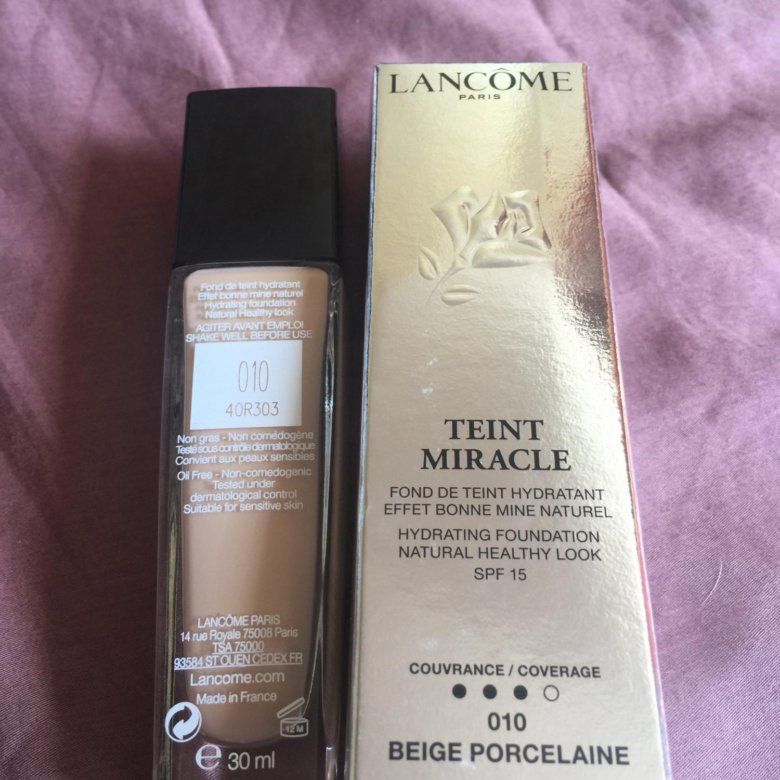 Fond de teint hydratant
Effet bonne mine naturel
Hydrating foundation
Natural Healthy look
AGITER AVANT EMPLOI
SHAKE WELL BEFORE USE
010
40R303
Non gras - Non comédogène
Testé sous contrôle dermatologique
Convient aux peaux sensibles
Oil Free - Non-comedogenic
Tested under
dermatological control
Suitable for sensitive skin
LANCÔME PARIS
14 rue Royale 75008 Paris
TSA 75000
93584 ST OUEN CEDEX FR
Lancome.com
Made in France
12 M
e 30 ml
LANCÔME
PARIS
TEINT
MIRACLE
FOND DE TEINT HYDRATANT
EFFET BONNE MINE NATUREL
HYDRATING FOUNDATION
NATURAL HEALTHY LOOK
SPF 15
COUVRANCE / COVERAGE
010
BEIGE PORCELAINE